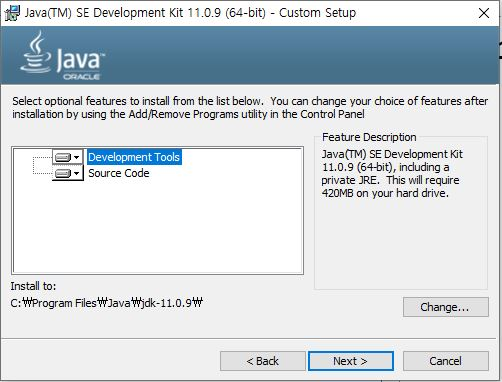 Java(TM) SE Development Kit 11.0.9 (64-bit) - Custom Setup
Java
ORACLE
Select optional features to install from the list below. You can change your choice of features after
installation by using the Add/Remove Programs utility in the Control Panel
Development Tools
Source Code
Feature Description
Java(TM) SE Development Kit
11.0.9 (64-bit), including a
private JRE. This will require
420MB on your hard drive.
Install to:
C:₩Program Files₩Java₩jdk-11.0.9₩
Change...
< Back
Next >
Cancel